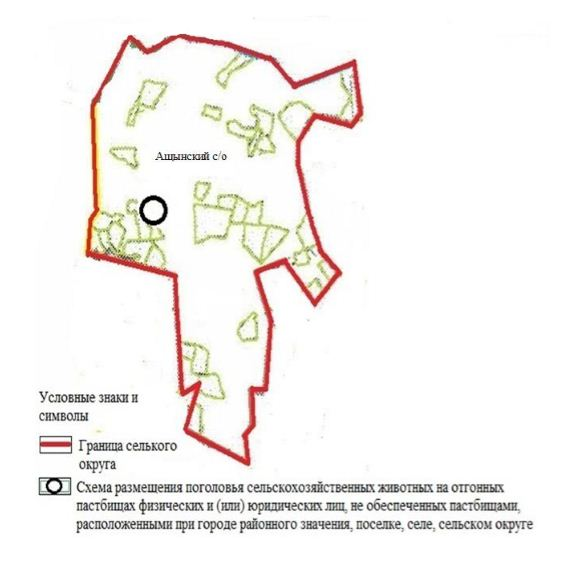 Ащынский с/о
Условные знаки и
символы
Граница селького
округа
Схема размещения поголовья сельскохозяйственных животных на отгонных
пастбищах физических и (или) юридических лиц, не обеспеченных пастбищами,
расположенными при городе районного значения, поселке, селе, сельском округе